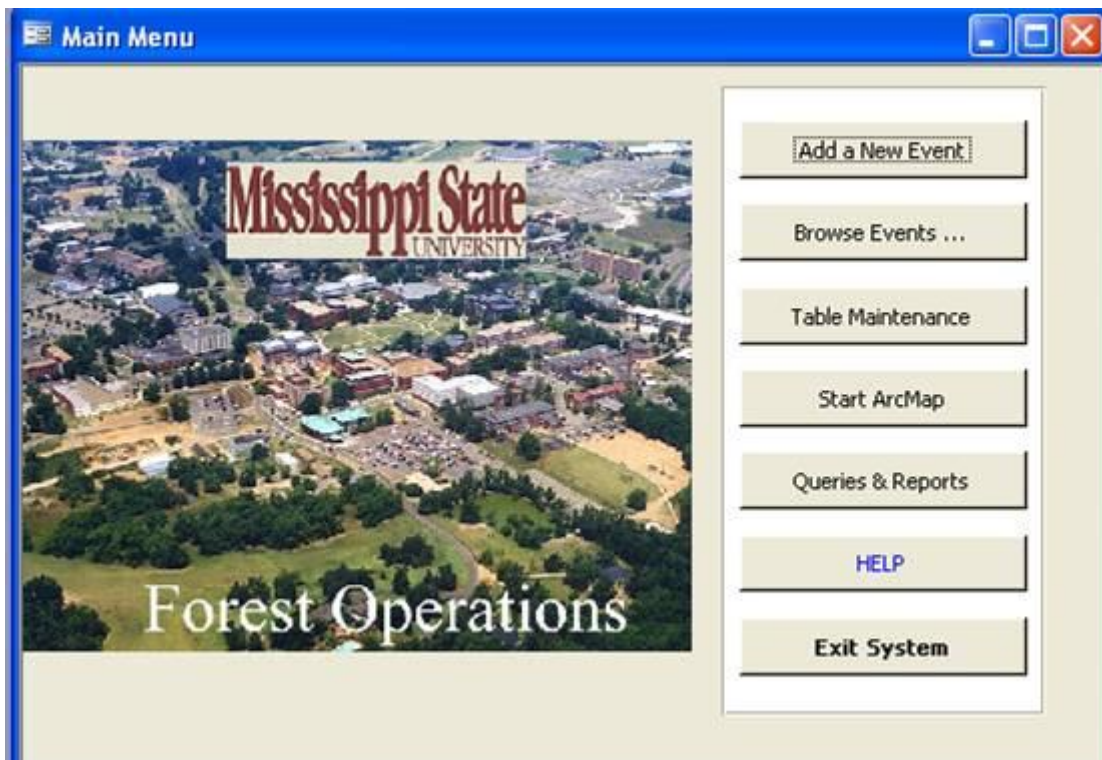 Main Menu
Mississippi State
UNIVERSITY
Forest Operations
Add a New Event
Browse Events ...
Table Maintenance
Start ArcMap
Queries & Reports
HELP
Exit System